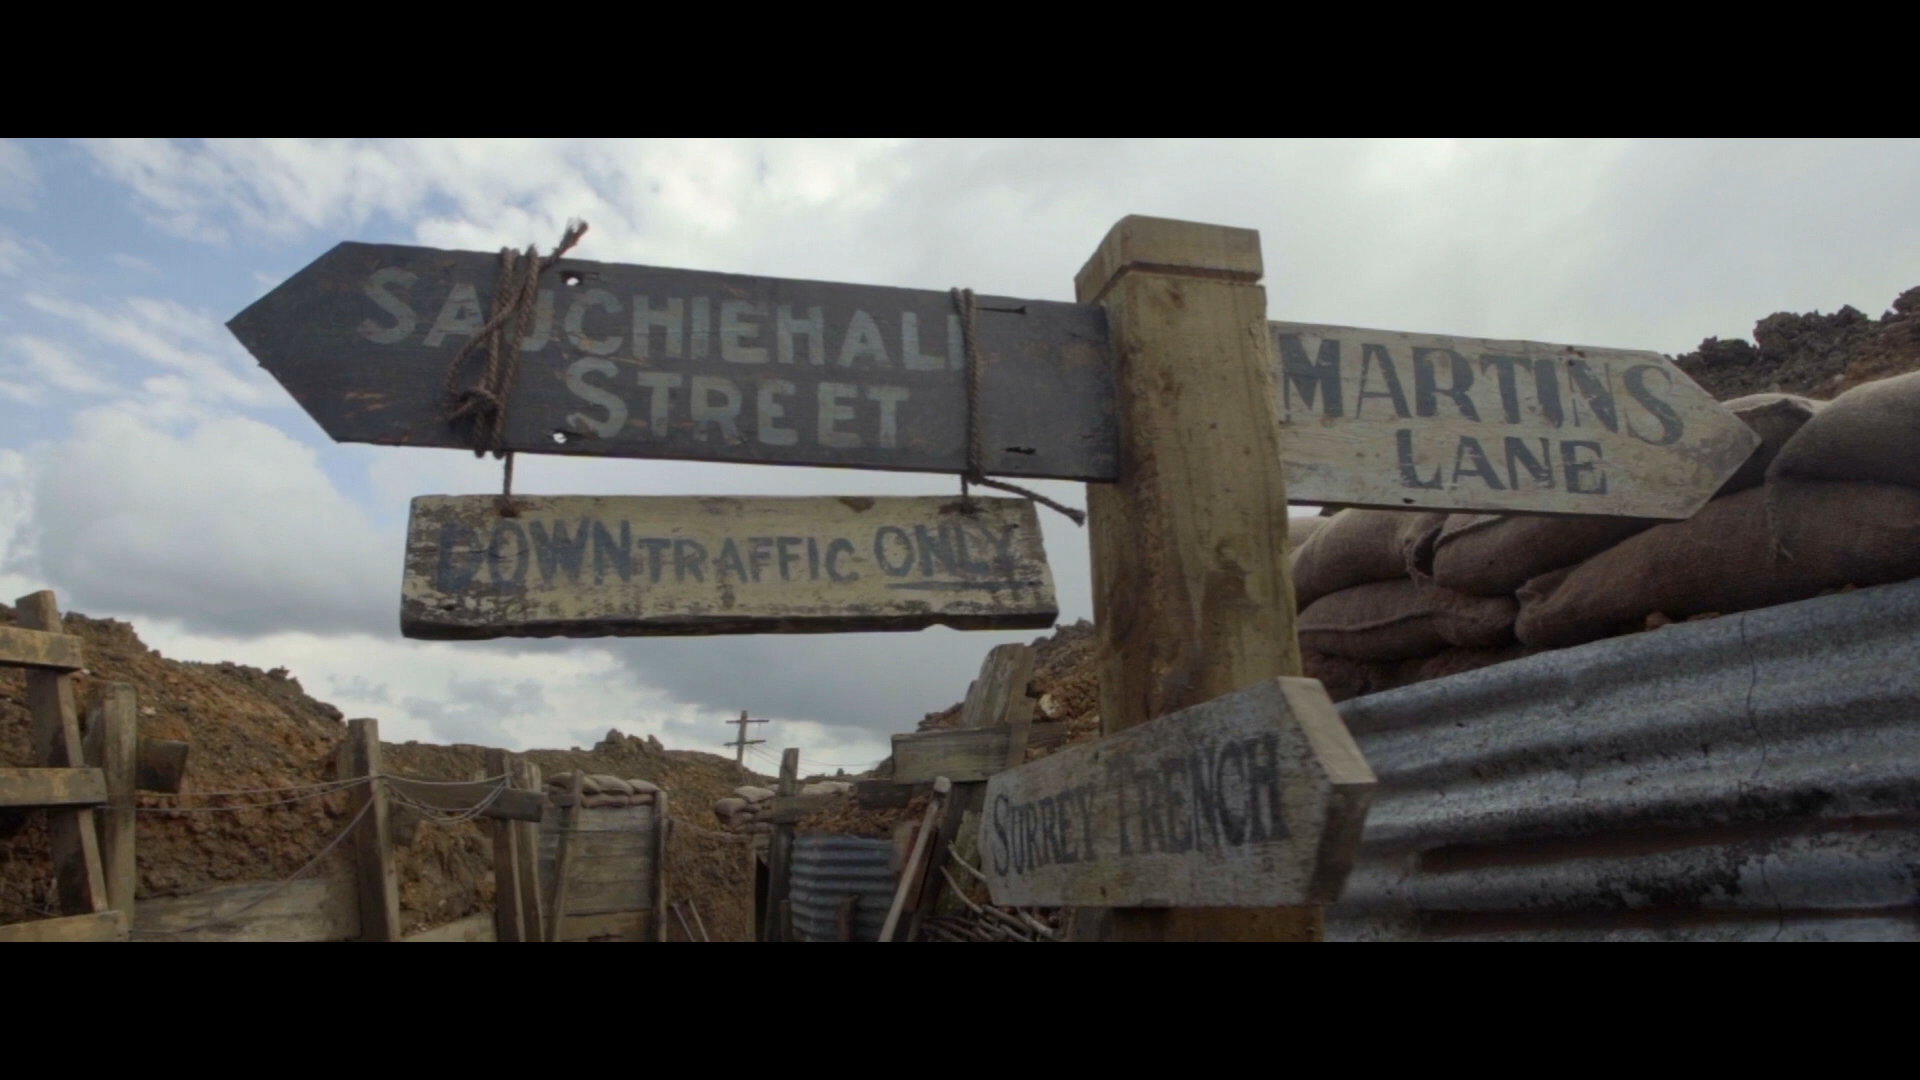 SAUCHIEHALL
STREET
MARTINS
LANE
DOWN TRAFFIC ONLY
SURREY TRENCH